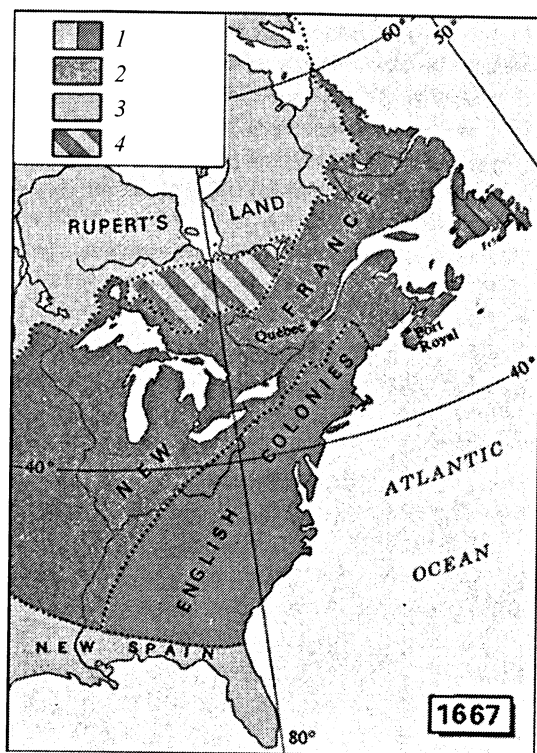 1
2
3
4
60°
50°
RUPERT'S LAND
NEW FRANCE
Québec
Port
Royal
40°
ENGLISH COLONIES
40°
ATLANTIC
OCEAN
NEW SPAIN
80°
1667